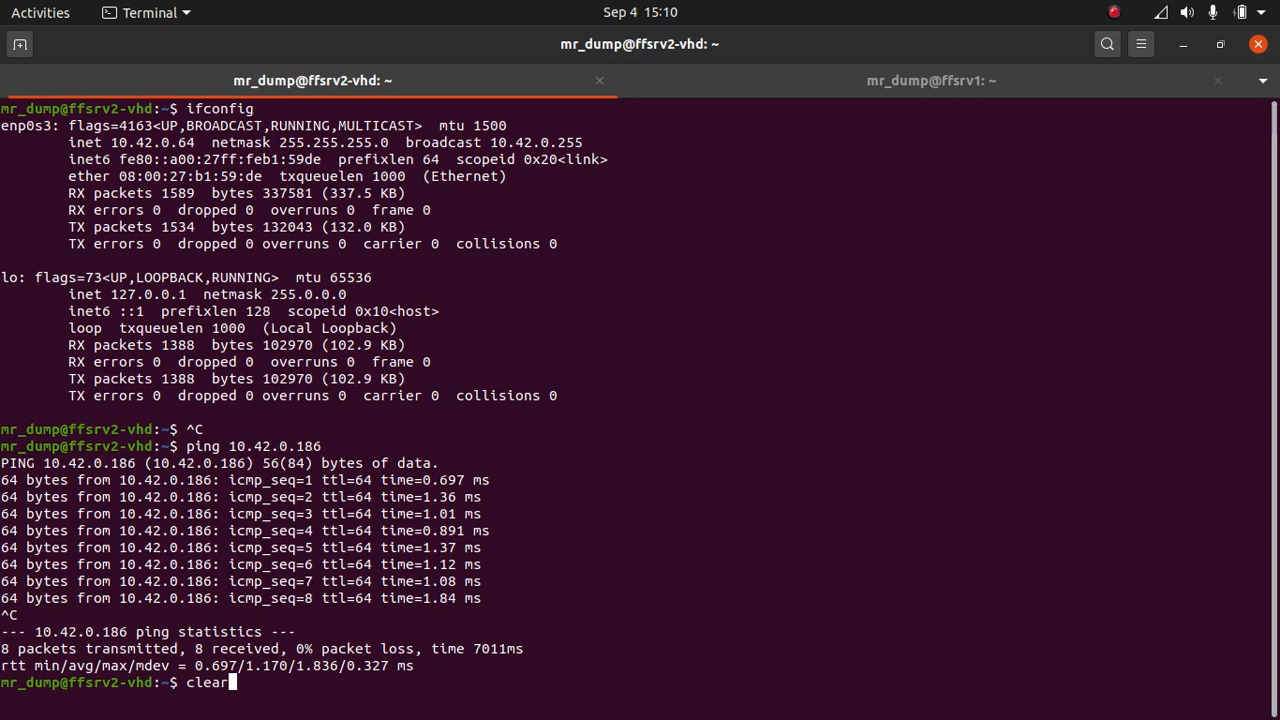 Activities
Terminal
Sep 4 15:10
mr_dump@ffsrv2-vhd: ~
mr_dump@ffsrv2-vhd: ~
mr_dump@ffsrv1: ~
mr_dump@ffsrv2-vhd:~$ ifconfig
enp0s3: flags=4163<UP,BROADCAST,RUNNING,MULTICAST>  mtu 1500
        inet 10.42.0.64  netmask 255.255.255.0  broadcast 10.42.0.255
        inet6 fe80::a00:27ff:feb1:59de  prefixlen 64  scopeid 0x20<link>
        ether 08:00:27:b1:59:de  txqueuelen 1000  (Ethernet)
        RX packets 1589  bytes 337581 (337.5 KB)
        RX errors 0  dropped 0  overruns 0  frame 0
        TX packets 1534  bytes 132043 (132.0 KB)
        TX errors 0  dropped 0 overruns 0  carrier 0  collisions 0
lo: flags=73<UP,LOOPBACK,RUNNING>  mtu 65536
        inet 127.0.0.1  netmask 255.0.0.0
        inet6 ::1  prefixlen 128  scopeid 0x10<host>
        loop  txqueuelen 1000  (Local Loopback)
        RX packets 1388  bytes 102970 (102.9 KB)
        RX errors 0  dropped 0  overruns 0  frame 0
        TX packets 1388  bytes 102970 (102.9 KB)
        TX errors 0  dropped 0 overruns 0  carrier 0  collisions 0
mr_dump@ffsrv2-vhd:~$ ^C
mr_dump@ffsrv2-vhd:~$ ping 10.42.0.186
PING 10.42.0.186 (10.42.0.186) 56(84) bytes of data.
64 bytes from 10.42.0.186: icmp_seq=1 ttl=64 time=0.697 ms
64 bytes from 10.42.0.186: icmp_seq=2 ttl=64 time=1.36 ms
64 bytes from 10.42.0.186: icmp_seq=3 ttl=64 time=1.01 ms
64 bytes from 10.42.0.186: icmp_seq=4 ttl=64 time=0.891 ms
64 bytes from 10.42.0.186: icmp_seq=5 ttl=64 time=1.37 ms
64 bytes from 10.42.0.186: icmp_seq=6 ttl=64 time=1.12 ms
64 bytes from 10.42.0.186: icmp_seq=7 ttl=64 time=1.08 ms
64 bytes from 10.42.0.186: icmp_seq=8 ttl=64 time=1.84 ms
^C
--- 10.42.0.186 ping statistics ---
8 packets transmitted, 8 received, 0% packet loss, time 7011ms
rtt min/avg/max/mdev = 0.697/1.170/1.836/0.327 ms
mr_dump@ffsrv2-vhd:~$ clear